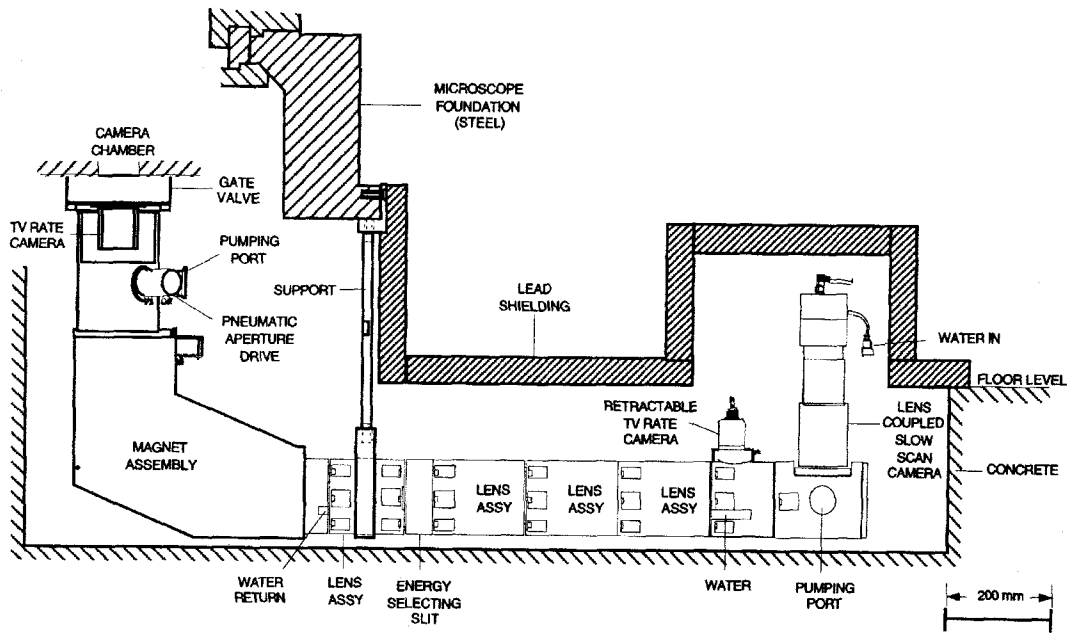 MICROSCOPE
FOUNDATION
(STEEL)
CAMERA
CHAMBER
GATE
VALVE
TV RATE
CAMERA
PUMPING
PORT
SUPPORT
PNEUMATIC
APERTURE
DRIVE
LEAD
SHIELDING
WATER IN
FLOOR LEVEL
RETRACTABLE
TV RATE
CAMERA
LENS
COUPLED
SLOW
SCAN
CAMERA
MAGNET
ASSEMBLY
CONCRETE
LENS
ASSY
LENS
ASSY
LENS
ASSY
WATER
RETURN
LENS
ASSY
ENERGY
SELECTING
SLIT
WATER
PUMPING
PORT
200 mm